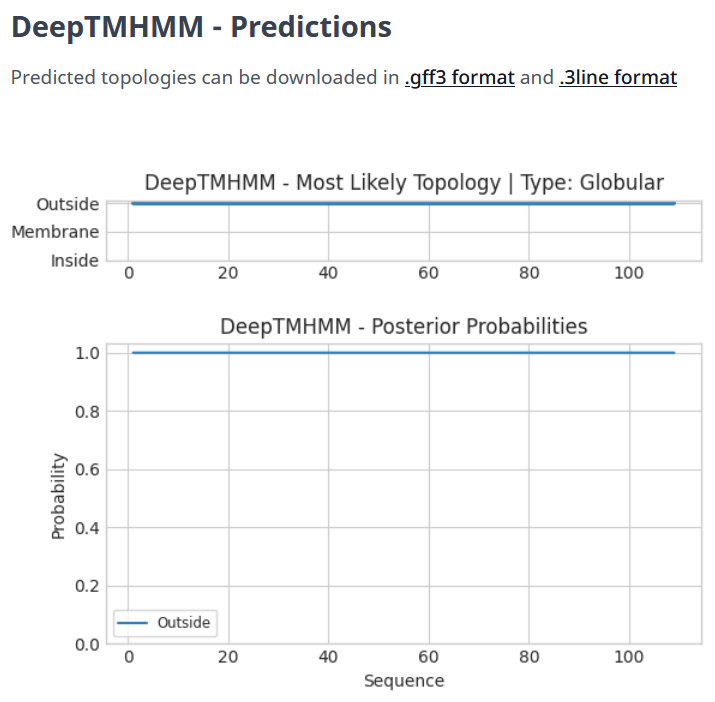 DeepTMHMM - Predictions
Predicted topologies can be downloaded in .gff3 format and .3line format
DeepTMHMM - Most Likely Topology | Type: Globular
Outside
Membrane
Inside
0 20 40 60 80 100
DeepTMHMM - Posterior Probabilities
1.0
0.8
0.6
0.4
0.2
0.0
Probability
Outside
0 20 40 60 80 100
Sequence